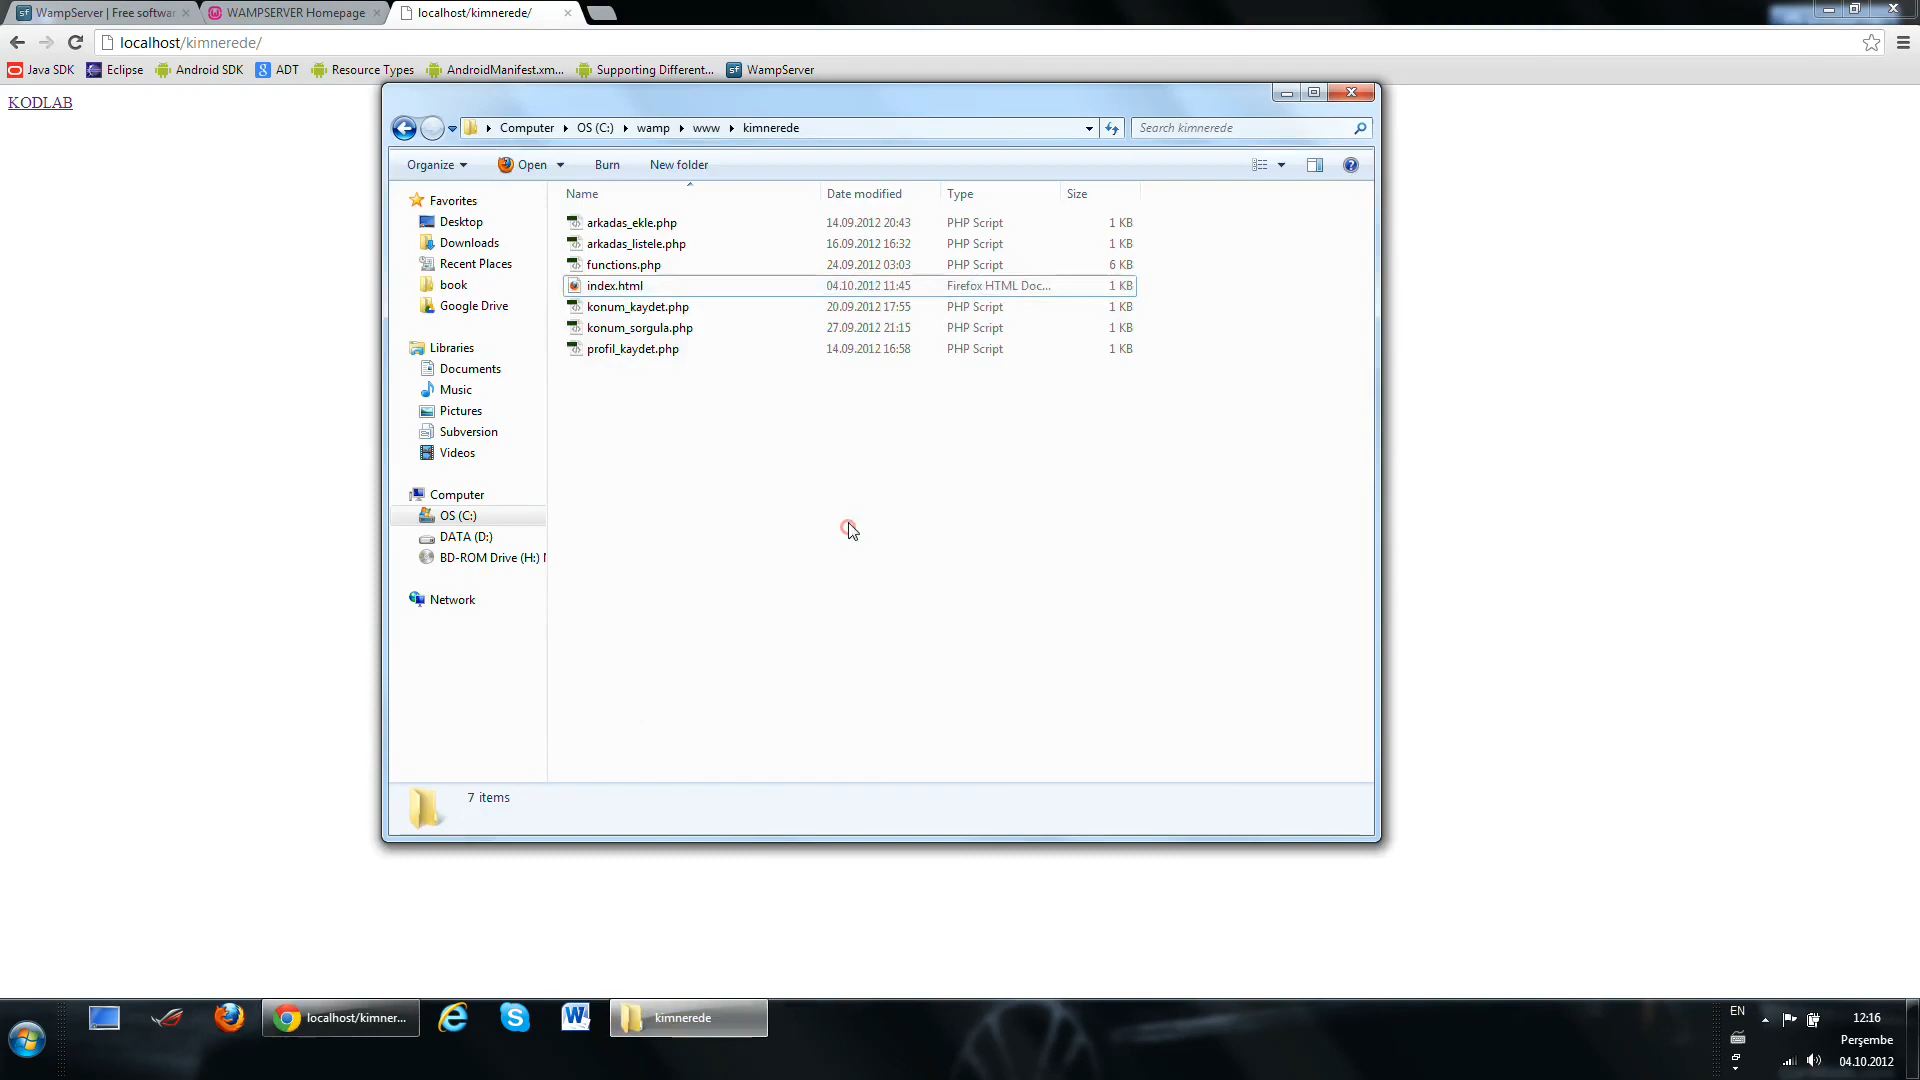 WampServer | Free softwar
WAMPSERVER Homepage
localhost/kimnerede/
localhost/kimnerede/
Java SDK
Eclipse
Android SDK
ADT
Resource Types
AndroidManifest.xm...
Supporting Different...
WampServer
KODLAB
Computer
OS (C:)
wamp
www
kimnerede
Search kimnerede
Organize
Open
Burn
New folder
Name Date modified Type Size
arkadas_ekle.php 14.09.2012 20:43 PHP Script 1 KB
arkadas_listele.php 16.09.2012 16:32 PHP Script 1 KB
functions.php 24.09.2012 03:03 PHP Script 6 KB
index.html 04.10.2012 11:45 Firefox HTML Doc... 1 KB
konum_kaydet.php 20.09.2012 17:55 PHP Script 1 KB
konum_sorgula.php 27.09.2012 21:15 PHP Script 1 KB
profil_kaydet.php 14.09.2012 16:58 PHP Script 1 KB
Favorites
Desktop
Downloads
Recent Places
book
Google Drive
Libraries
Documents
Music
Pictures
Subversion
Videos
Computer
OS (C:)
DATA (D:)
BD-ROM Drive (H:)
Network
7 items
localhost/kimner...
kimnerede
EN
12:16
Perşembe
04.10.2012